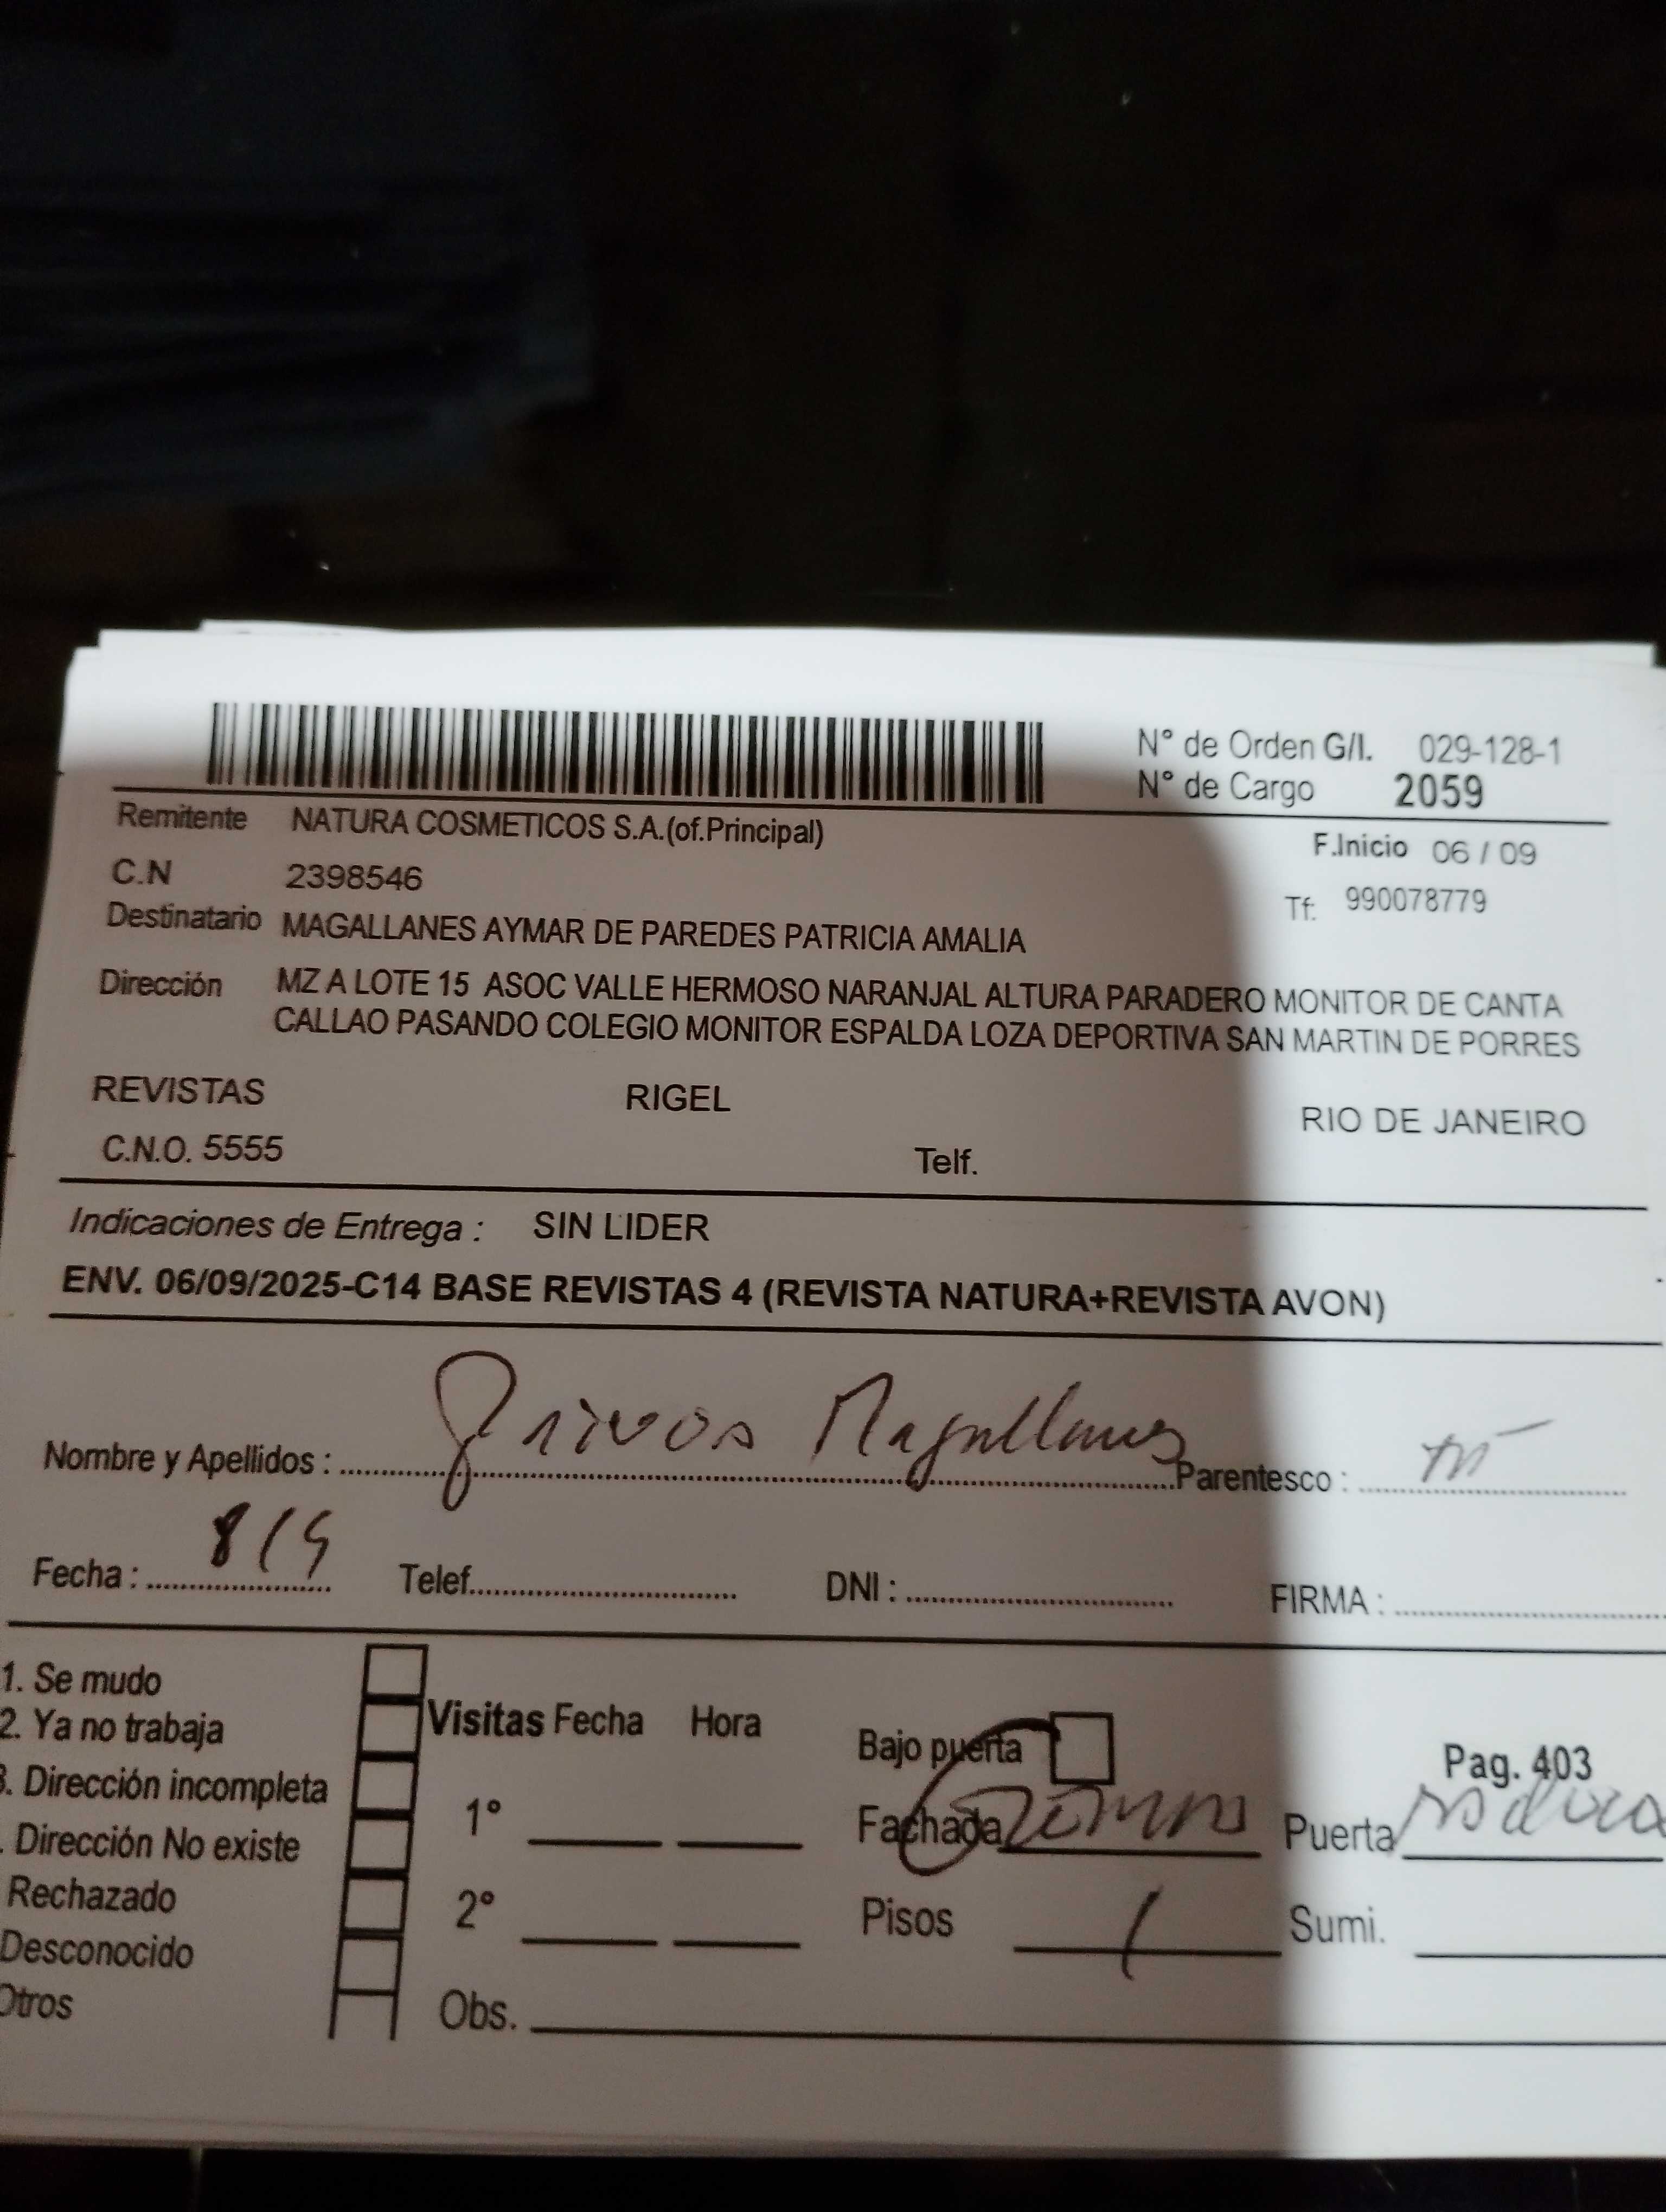 N° de Orden G/I. 029-128-1
N° de Cargo 2059
Remitente NATURA COSMETICOS S.A.(of.Principal)
F.Inicio 06 / 09
C.N 2398546
Tf: 990078779
Destinatario MAGALLANES AYMAR DE PAREDES PATRICIA AMALIA
Dirección MZ A LOTE 15 ASOC VALLE HERMOSO NARANJAL ALTURA PARADERO MONITOR DE CANTA
CALLAO PASANDO COLEGIO MONITOR ESPALDA LOZA DEPORTIVA SAN MARTIN DE PORRES
REVISTAS RIGEL RIO DE JANEIRO
C.N.O. 5555 Telf.
Indicaciones de Entrega : SIN LIDER
ENV. 06/09/2025-C14 BASE REVISTAS 4 (REVISTA NATURA+REVISTA AVON)
Nombre y Apellidos : Magallanes Parentesco :
Fecha : 8/9 Telef. DNI : FIRMA :
1. Se mudo
2. Ya no trabaja
3. Dirección incompleta
. Dirección No existe
Rechazado
Desconocido
Otros
Visitas Fecha Hora
1°
2°
Obs.
Bajo puerta
Pag. 403
Fachada Puerta
Pisos 1 Sumi.